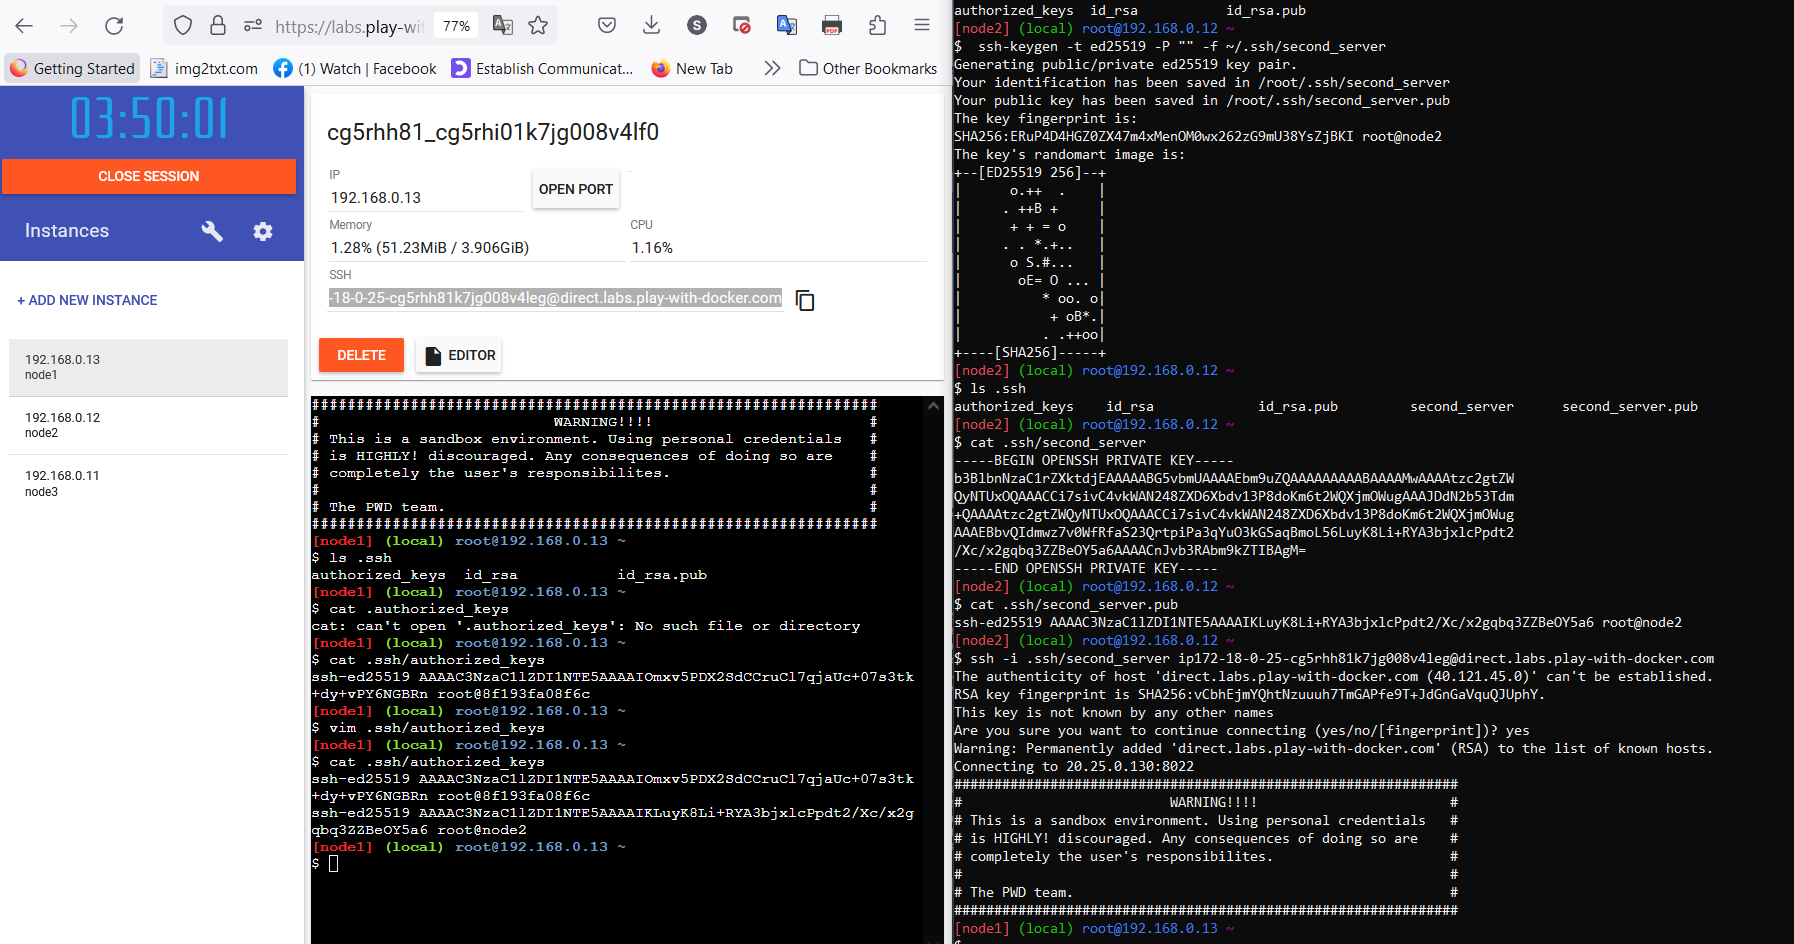 https://labs.play-wi
77%
Getting Started
img2txt.com
(1) Watch | Facebook
Establish Communicat...
New Tab
Other Bookmarks
03:50:01
CLOSE SESSION
Instances
+ ADD NEW INSTANCE
192.168.0.13
node1
192.168.0.12
node2
192.168.0.11
node3
cg5rhh81_cg5rhi01k7jg008v4lf0
IP
192.168.0.13
OPEN PORT
Memory
1.28% (51.23MiB / 3.906GiB)
CPU
1.16%
SSH
-18-0-25-cg5rhh81k7jg008v4leg@direct.labs.play-with-docker.com
DELETE
EDITOR
###############################################################
#                          WARNING!!!!                        #
# This is a sandbox environment. Using personal credentials   #
# is HIGHLY! discouraged. Any consequences of doing so are    #
# completely the user's responsibilites.                      #
#                                                             #
# The PWD team.                                               #
###############################################################
[node1] (local) root@192.168.0.13 ~
$ ls .ssh
authorized_keys  id_rsa           id_rsa.pub
[node1] (local) root@192.168.0.13 ~
$ cat .authorized_keys
cat: can't open '.authorized_keys': No such file or directory
[node1] (local) root@192.168.0.13 ~
$ cat .ssh/authorized_keys
ssh-ed25519 AAAAC3NzaC1lZDI1NTE5AAAAIOmxv5PDX2SdCCruCl7qjaUc+07s3tk
+dy+vPY6NGBRn root@8f193fa08f6c
[node1] (local) root@192.168.0.13 ~
$ vim .ssh/authorized_keys
[node1] (local) root@192.168.0.13 ~
$ cat .ssh/authorized_keys
ssh-ed25519 AAAAC3NzaC1lZDI1NTE5AAAAIOmxv5PDX2SdCCruCl7qjaUc+07s3tk
+dy+vPY6NGBRn root@8f193fa08f6c
ssh-ed25519 AAAAC3NzaC1lZDI1NTE5AAAAIKLuyK8Li+RYA3bjxlcPpdt2/Xc/x2g
qbq3ZZBeOY5a6 root@node2
[node1] (local) root@192.168.0.13 ~
$
authorized_keys  id_rsa           id_rsa.pub
[node2] (local) root@192.168.0.12 ~
$  ssh-keygen -t ed25519 -P "" -f ~/.ssh/second_server
Generating public/private ed25519 key pair.
Your identification has been saved in /root/.ssh/second_server
Your public key has been saved in /root/.ssh/second_server.pub
The key fingerprint is:
SHA256:ERuP4D4HGZ0ZX47m4xMenOM0wx262zG9mU38YsZjBKI root@node2
The key's randomart image is:
+--[ED25519 256]--+
|      o.++  .    |
|     . ++B +     |
|      + + = o    |
|     . . *.+..   |
|      o S.#...   |
|       oE= O ... |
|          * oo. o|
|           + oB*.|
|          . .++oo|
+----[SHA256]-----+
[node2] (local) root@192.168.0.12 ~
$ ls .ssh
authorized_keys    id_rsa             id_rsa.pub         second_server      second_server.pub
[node2] (local) root@192.168.0.12 ~
$ cat .ssh/second_server
-----BEGIN OPENSSH PRIVATE KEY-----
b3BlbnNzaC1rZXktdjEAAAAABG5vbmUAAAAEbm9uZQAAAAAAAAABAAAAMwAAAAtzc2gtZW
QyNTUxOQAAACCi7sivC4vkWAN248ZXD6Xbdv13P8doKm6t2WQXjmOWugAAAJDdN2b53Tdm
+QAAAAtzc2gtZWQyNTUxOQAAACCi7sivC4vkWAN248ZXD6Xbdv13P8doKm6t2WQXjmOWug
AAAEBbvQIdmwz7v0WfRfaS23QrtpiPa3qYuO3kGSaqBmoL56LuyK8Li+RYA3bjxlcPpdt2
/Xc/x2gqbq3ZZBeOY5a6AAAACnJvb3RAbm9kZTIBAgM=
-----END OPENSSH PRIVATE KEY-----
[node2] (local) root@192.168.0.12 ~
$ cat .ssh/second_server.pub
ssh-ed25519 AAAAC3NzaC1lZDI1NTE5AAAAIKLuyK8Li+RYA3bjxlcPpdt2/Xc/x2gqbq3ZZBeOY5a6 root@node2
[node2] (local) root@192.168.0.12 ~
$ ssh -i .ssh/second_server ip172-18-0-25-cg5rhh81k7jg008v4leg@direct.labs.play-with-docker.com
The authenticity of host 'direct.labs.play-with-docker.com (40.121.45.0)' can't be established.
RSA key fingerprint is SHA256:vCbhEjmYQhtNzuuuh7TmGAPfe9T+JdGnGaVquQJUphY.
This key is not known by any other names
Are you sure you want to continue connecting (yes/no/[fingerprint])? yes
Warning: Permanently added 'direct.labs.play-with-docker.com' (RSA) to the list of known hosts.
Connecting to 20.25.0.130:8022
###############################################################
#                          WARNING!!!!                        #
# This is a sandbox environment. Using personal credentials   #
# is HIGHLY! discouraged. Any consequences of doing so are    #
# completely the user's responsibilites.                      #
#                                                             #
# The PWD team.                                               #
###############################################################
[node1] (local) root@192.168.0.13 ~